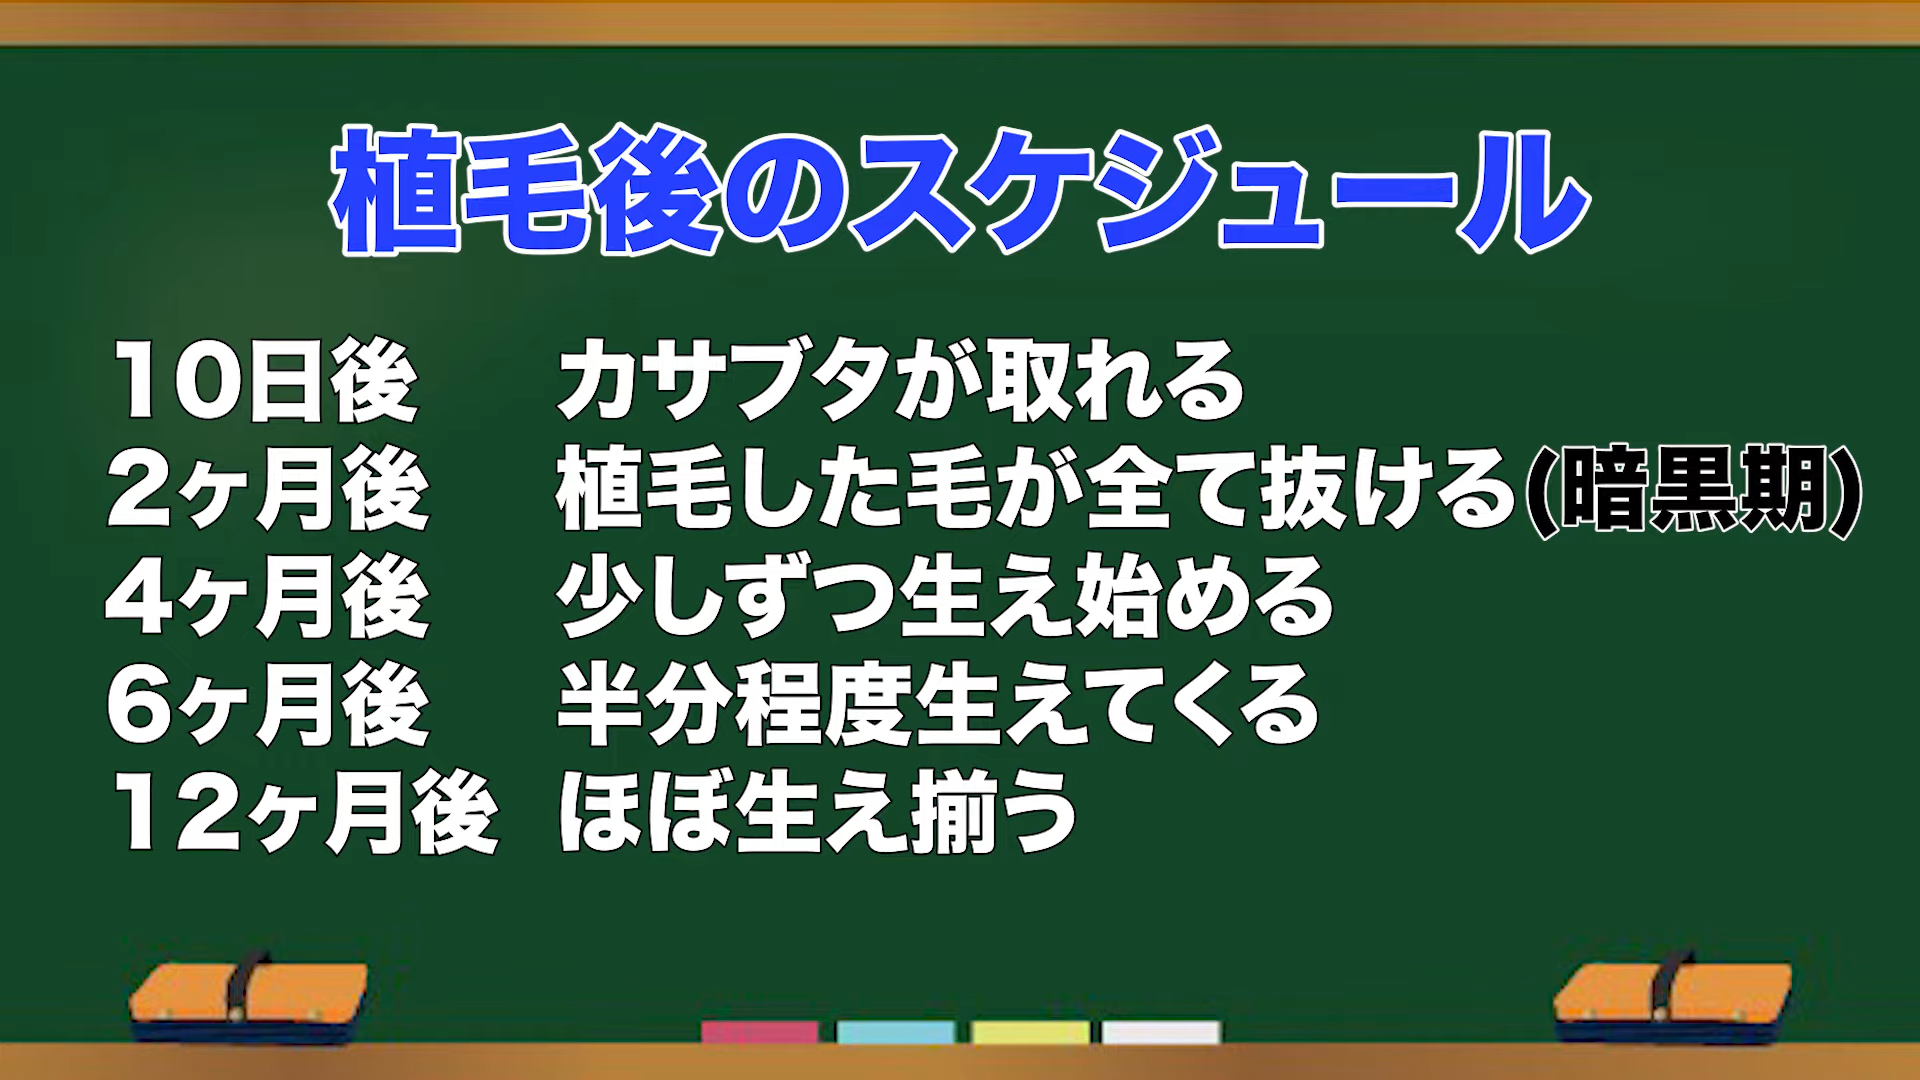 植毛後のスケジュール
10日後 カサブタが取れる
2ヶ月後 植毛した毛が全て抜ける(暗黒期)
4ヶ月後 少しずつ生え始める
6ヶ月後 半分程度生えてくる
12ヶ月後 ほぼ生え揃う